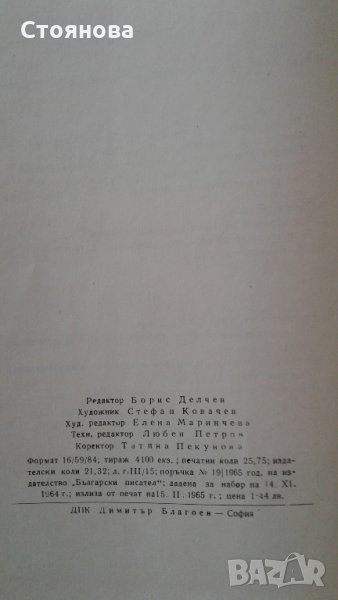 Стоянова
Редактор Борис Делчев
Художник Стефан Ковачев
Худ. редактор Елена Маринчева
Техн. редактор Любен Петров
Коректор Татяна Пекунова
Формат 16/59/84; тираж 4100 екз.; печатни коли 25,75; изда-
телски коли 21,32; л. г. III/15; поръчка № 19/1965 год. на из-
дателство „Български писател"; дадена за набор на 14. XI.
1964 г.; излиза от печат на 15. II. 1965 г.; цена 1·44 лв.
ДПК Димитър Благоев — София
BAZAR